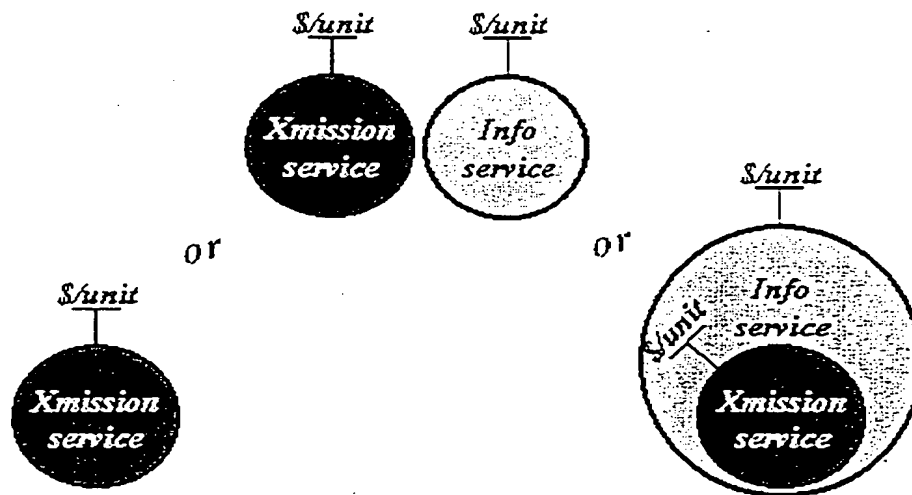 $/unit
$/unit
Xmission
service
Info
service
or
or
$/unit
Xmission
service
$/unit
Info
service
$/unit
Xmission
service